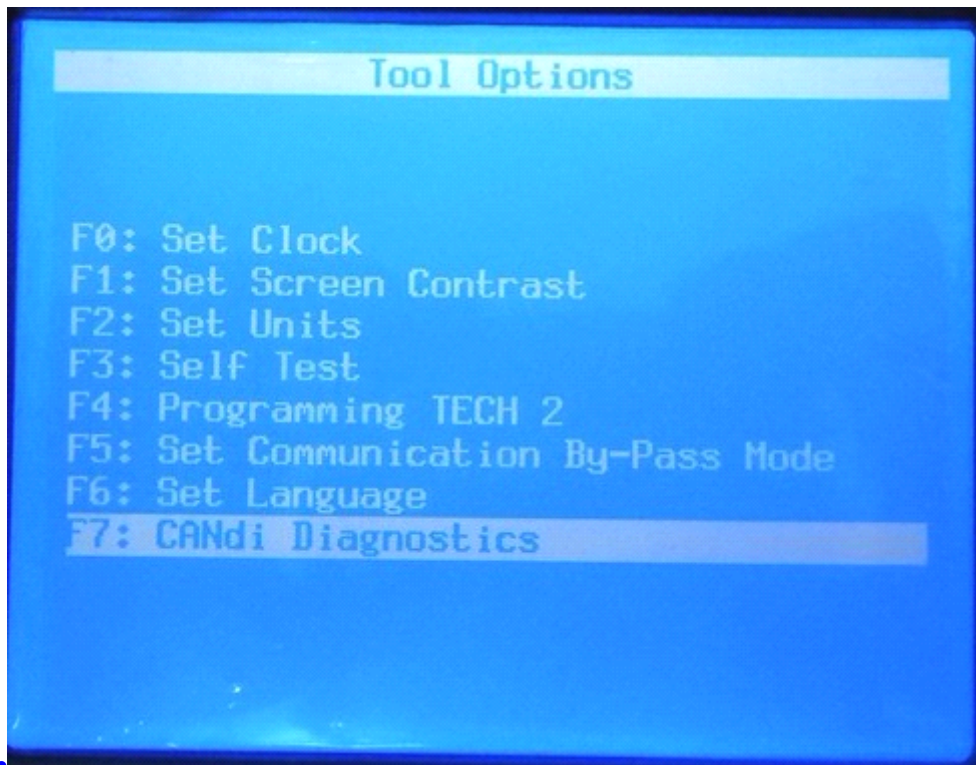 Tool Options
F0: Set Clock
F1: Set Screen Contrast
F2: Set Units
F3: Self Test
F4: Programming TECH 2
F5: Set Communication By-Pass Mode
F6: Set Language
F7: CANdi Diagnostics